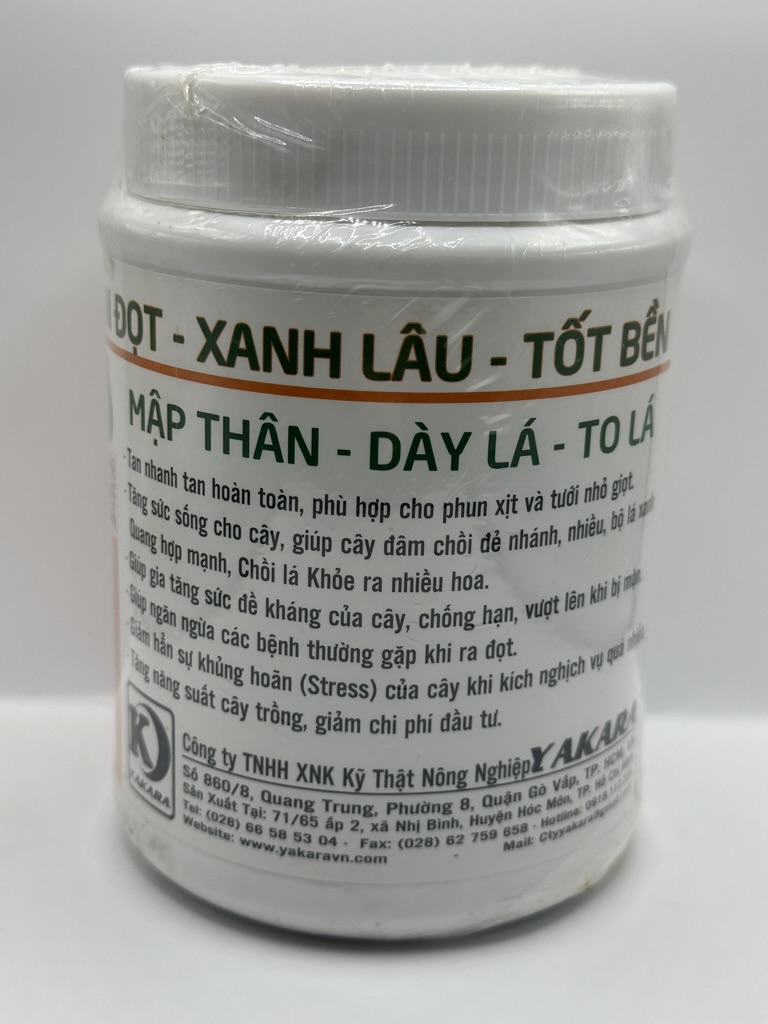 ĐỌT - XANH LÂU - TỐT BỀN
MẬP THÂN - DÀY LÁ - TO LÁ
-Tan nhanh tan hoàn toàn, phù hợp cho phun xịt và tưới nhỏ giọt.
-Tăng sức sống cho cây, giúp cây đâm chồi đẻ nhánh, nhiều, bộ lá xanh
Quang hợp mạnh, Chồi lá Khỏe ra nhiều hoa.
-Giúp gia tăng sức đề kháng của cây, chống hạn, vượt lên khi bị mặn.
-Giúp ngăn ngừa các bệnh thường gặp khi ra đọt.
-Giảm hẳn sự khủng hoãn (Stress) của cây khi kích nghịch vụ quá nhiều.
-Tăng năng suất cây trồng, giảm chi phí đầu tư.
YAKARA
Công ty TNHH XNK Kỹ Thật Nông Nghiệp YAKARA
Số 860/8, Quang Trung, Phường 8, Quận Gò Vấp, TP. HCM,
Sản Xuất Tại: 71/65 ấp 2, xã Nhị Bình, Huyện Hóc Môn, TP. Hồ Chí
Tel: (028) 66 58 53 04 - Fax: (028) 62 759 658 - Hotline:
Website: www.yakaravn.com Mail: